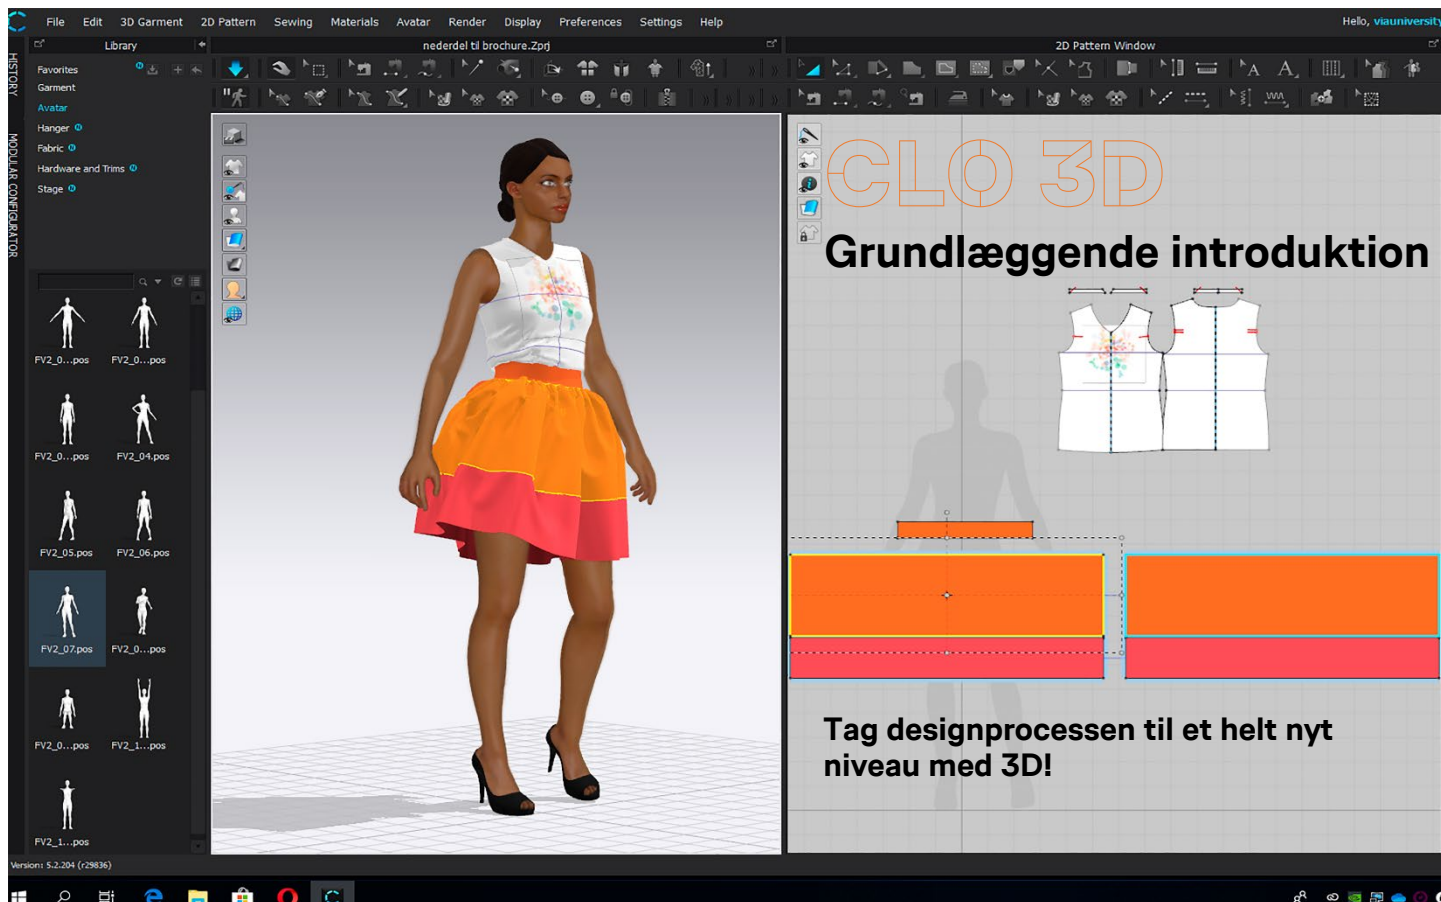 File Edit 3D Garment 2D Pattern Sewing Materials Avatar Render Display Preferences Settings Help
Hello, viauniversity
HISTORY
MODULAR CONFIGURATOR
Library
nederdel til brochure.Zprj
2D Pattern Window
Favorites
Garment
Avatar
Hanger
Fabric
Hardware and Trims
Stage
FV2_0...pos FV2_0...pos
FV2_0...pos FV2_04.pos
FV2_05.pos FV2_06.pos
FV2_07.pos FV2_0...pos
FV2_0...pos FV2_1...pos
FV2_1...pos
CLO 3D
Grundlæggende introduktion
Tag designprocessen til et helt nyt
niveau med 3D!
Version: 5.2.204 (r29836)